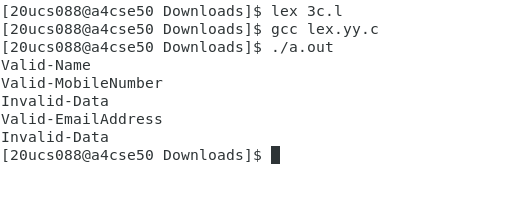 [20ucs088@a4cse50 Downloads]$ lex 3c.l
[20ucs088@a4cse50 Downloads]$ gcc lex.yy.c
[20ucs088@a4cse50 Downloads]$ ./a.out
Valid-Name
Valid-MobileNumber
Invalid-Data
Valid-EmailAddress
Invalid-Data
[20ucs088@a4cse50 Downloads]$